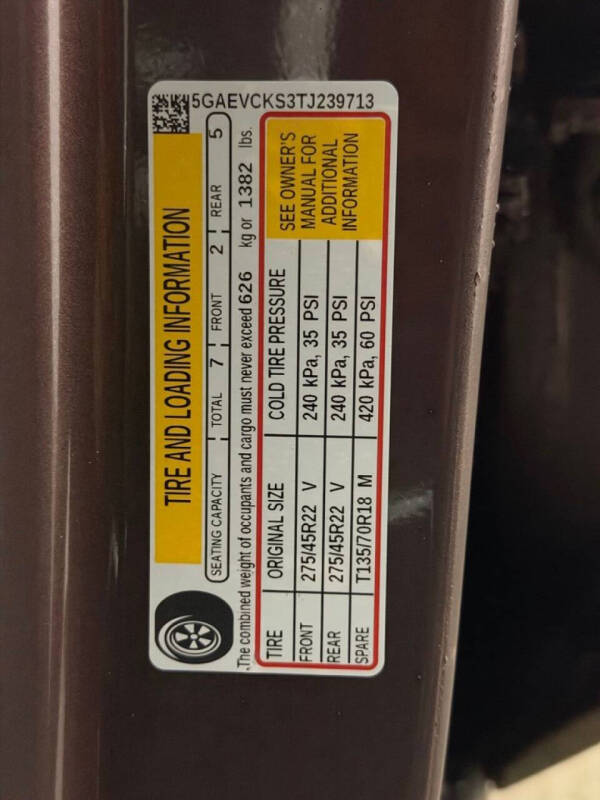 5GAEVCKS3TJ239713
TIRE AND LOADING INFORMATION
SEATING CAPACITY TOTAL 7 FRONT 2 REAR 5
The combined weight of occupants and cargo must never exceed 626 kg or 1382 lbs.
TIRE ORIGINAL SIZE COLD TIRE PRESSURE
FRONT 275/45R22 V 240 kPa, 35 PSI
REAR 275/45R22 V 240 kPa, 35 PSI
SPARE T135/70R18 M 420 kPa, 60 PSI
SEE OWNER'S
MANUAL FOR
ADDITIONAL
INFORMATION